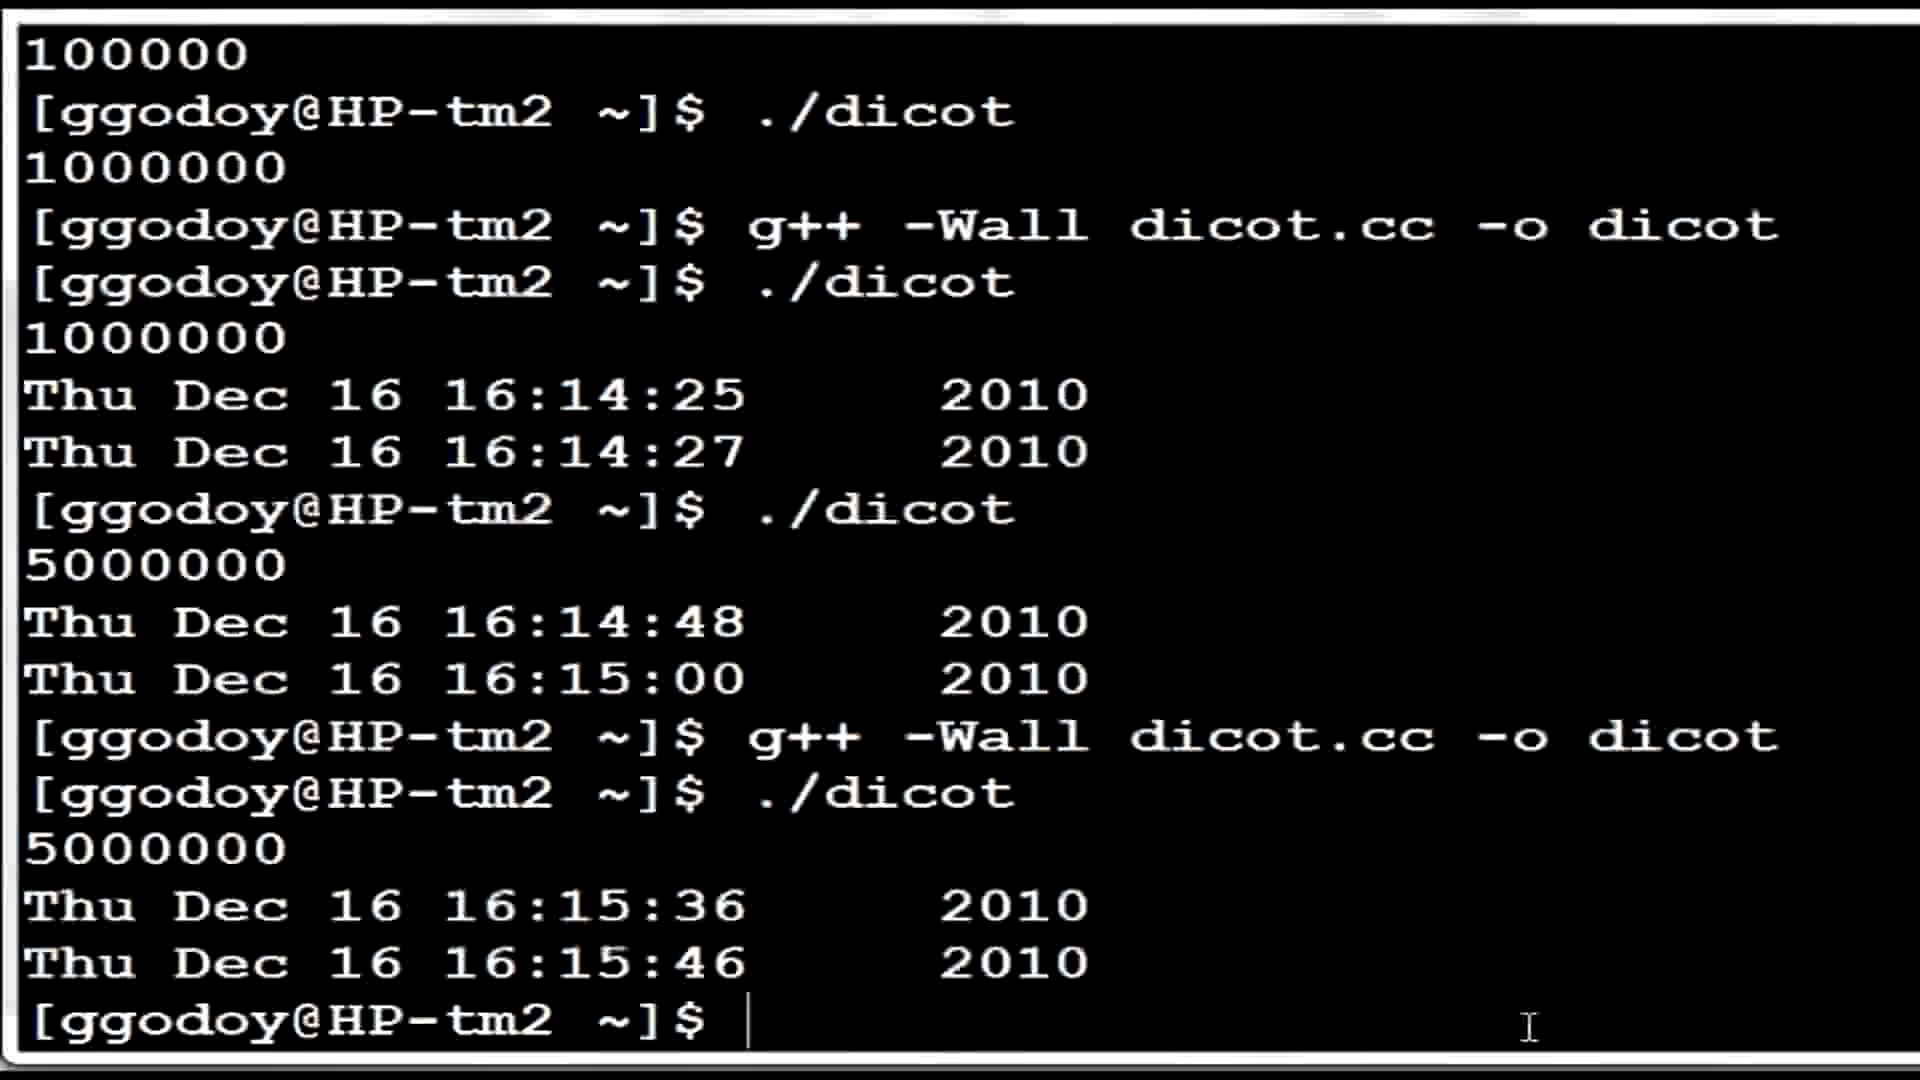 100000
[ggodoy@HP-tm2 ~]$ ./dicot
1000000
[ggodoy@HP-tm2 ~]$ g++ -Wall dicot.cc -o dicot
[ggodoy@HP-tm2 ~]$ ./dicot
1000000
Thu Dec 16 16:14:25 2010
Thu Dec 16 16:14:27 2010
[ggodoy@HP-tm2 ~]$ ./dicot
5000000
Thu Dec 16 16:14:48 2010
Thu Dec 16 16:15:00 2010
[ggodoy@HP-tm2 ~]$ g++ -Wall dicot.cc -o dicot
[ggodoy@HP-tm2 ~]$ ./dicot
5000000
Thu Dec 16 16:15:36 2010
Thu Dec 16 16:15:46 2010
[ggodoy@HP-tm2 ~]$